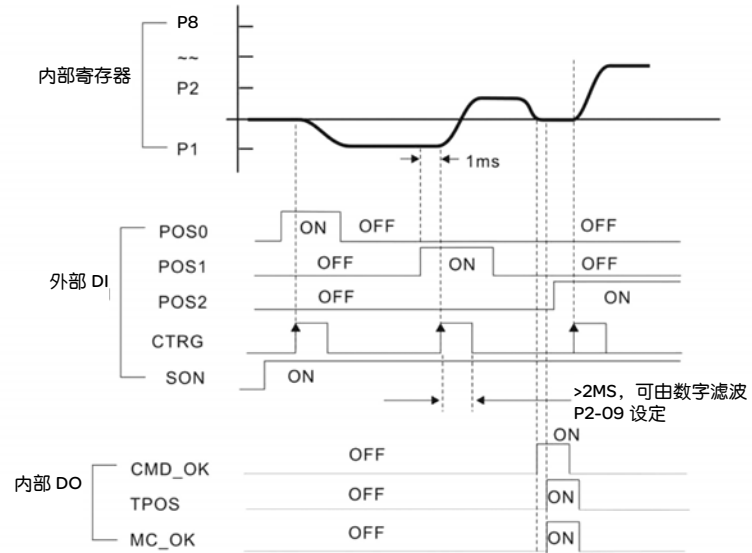 P8
~~
内部寄存器
P2
P1
1ms
POS0 ON OFF OFF
POS1 OFF ON OFF
外部 DI
POS2 OFF ON
CTRG
SON ON
>2MS，可由数字滤波
P2-09 设定
ON
CMD_OK OFF
内部 DO
TPOS OFF ON
MC_OK OFF ON